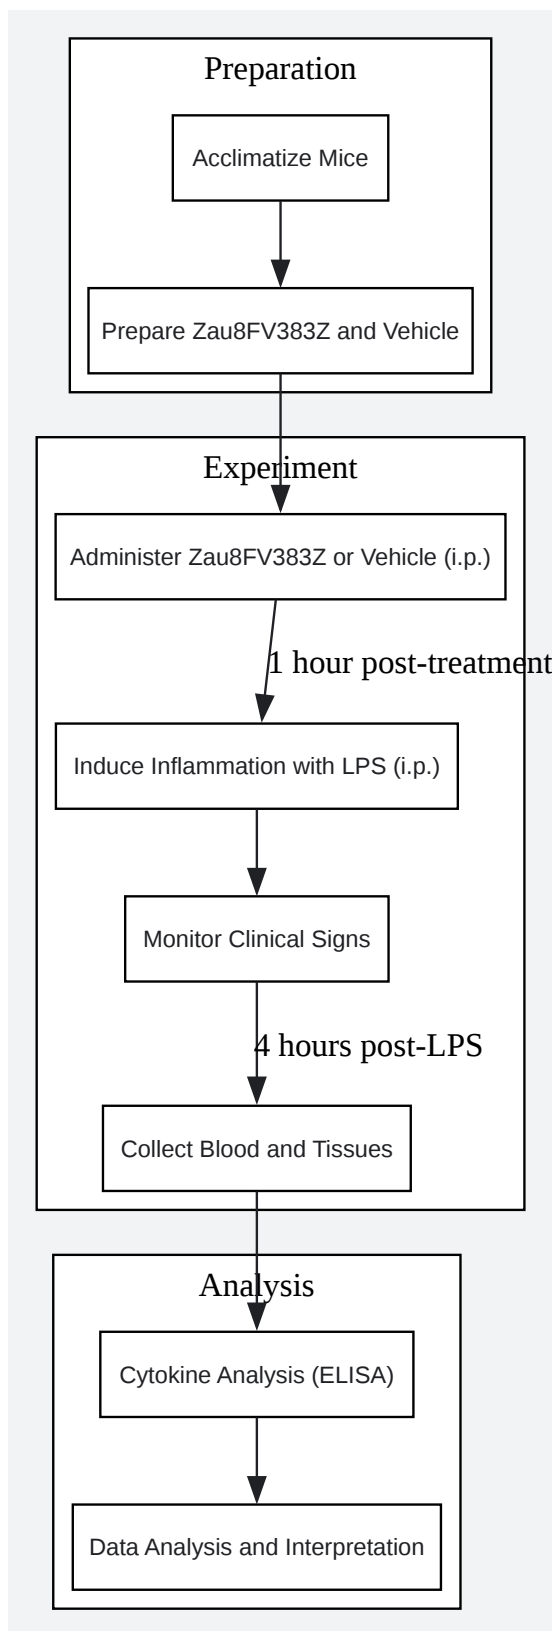 Preparation
Acclimatize Mice
Prepare Zau8FV383Z and Vehicle
Experiment
Administer Zau8FV383Z or Vehicle (i.p.)
1 hour post-treatment
Induce Inflammation with LPS (i.p.)
Monitor Clinical Signs
4 hours post-LPS
Collect Blood and Tissues
Analysis
Cytokine Analysis (ELISA)
Data Analysis and Interpretation